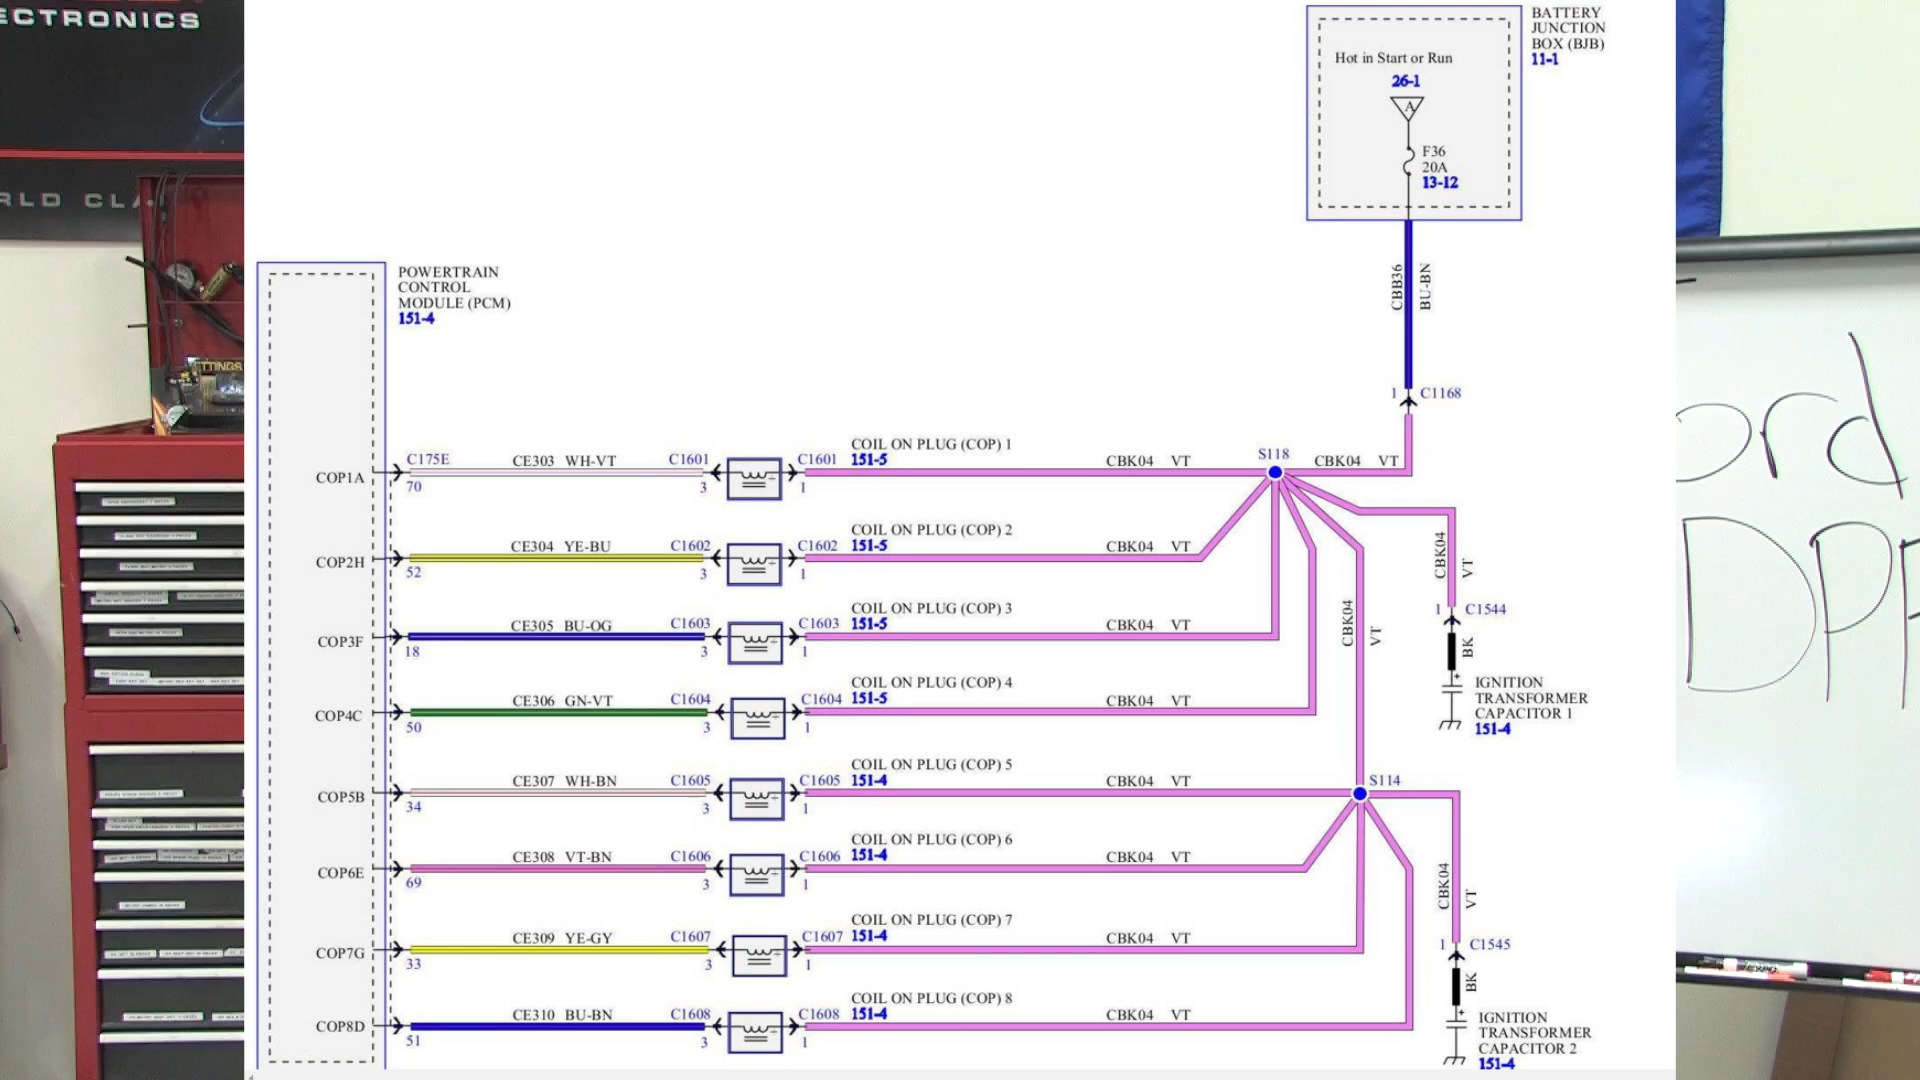 ECTRONICS
RLD CLA
TTINGS
BATTERY
JUNCTION
BOX (BJB)
11-1
Hot in Start or Run
26-1
A
F36
20A
13-12
CBB36
BU-BN
1 C1168
POWERTRAIN
CONTROL
MODULE (PCM)
151-4
COIL ON PLUG (COP) 1
COP1A C175E CE303 WH-VT C1601 C1601 151-5 CBK04 VT S118 CBK04 VT
70 3 1
COIL ON PLUG (COP) 2
COP2H CE304 YE-BU C1602 C1602 151-5 CBK04 VT
52 3 1
CBK04 VT
COIL ON PLUG (COP) 3
COP3F CE305 BU-OG C1603 C1603 151-5 CBK04 VT
18 3 1
CBK04 VT
1 C1544
BK
+
IGNITION
TRANSFORMER
CAPACITOR 1
151-4
COIL ON PLUG (COP) 4
COP4C CE306 GN-VT C1604 C1604 151-5 CBK04 VT
50 3 1
COIL ON PLUG (COP) 5
COP5B CE307 WH-BN C1605 C1605 151-4 CBK04 VT S114
34 3 1
COIL ON PLUG (COP) 6
COP6E CE308 VT-BN C1606 C1606 151-4 CBK04 VT
69 3 1
CBK04 VT
COIL ON PLUG (COP) 7
COP7G CE309 YE-GY C1607 C1607 151-4 CBK04 VT
33 3 1
1 C1545
BK
+
COIL ON PLUG (COP) 8
COP8D CE310 BU-BN C1608 C1608 151-4 CBK04 VT
51 3 1
IGNITION
TRANSFORMER
CAPACITOR 2
151-4
ord
DPF